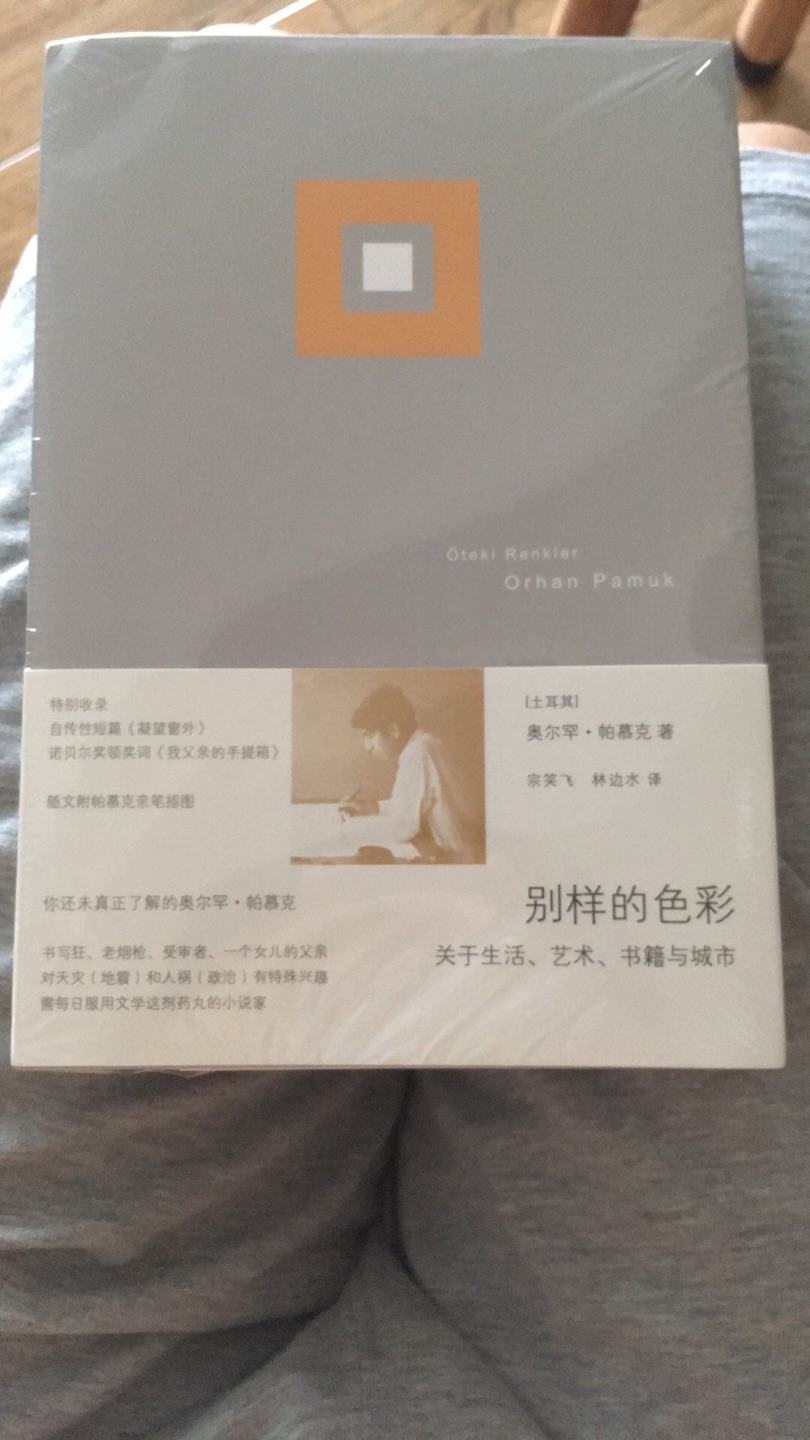 Öteki Renkler
Orhan Pamuk
特别收录
自传性短篇《凝望窗外》
诺贝尔奖领奖词《我父亲的手提箱》
随文附帕慕克亲笔插图
[土耳其]
奥尔罕·帕慕克 著
宗笑飞 林边水 译
你还未真正了解的奥尔罕·帕慕克
书写狂、老烟枪、受审者、一个女儿的父亲
对天灾（地震）和人祸（政治）有特殊兴趣
需每日服用文学这剂药丸的小说家
别样的色彩
关于生活、艺术、书籍与城市